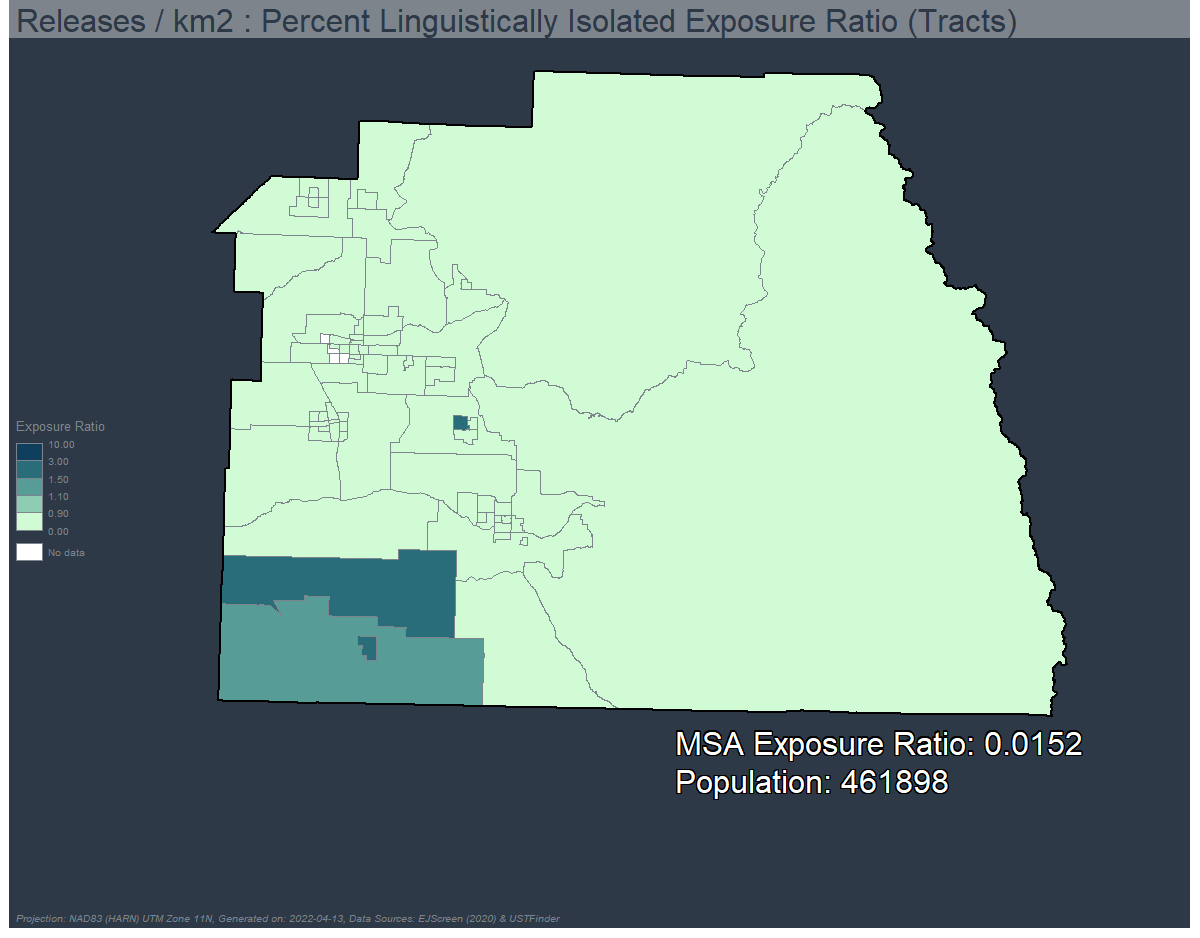 Releases / km2 : Percent Linguistically Isolated Exposure Ratio (Tracts)
Exposure Ratio
10.00
3.00
1.50
1.10
0.90
0.00
No data
MSA Exposure Ratio: 0.0152
Population: 461898
Projection: NAD83 (HARN) UTM Zone 11N, Generated on: 2022-04-13, Data Sources: EJScreen (2020) & USTFinder